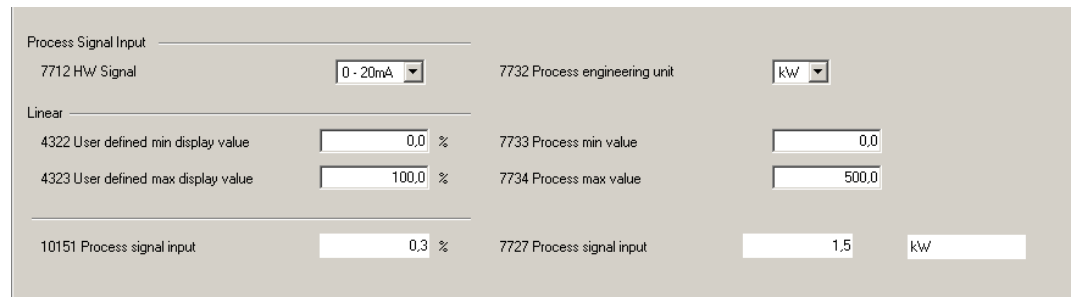 Process Signal Input
7712 HW Signal 0 - 20mA 7732 Process engineering unit kW
Linear
4322 User defined min display value 0,0 % 7733 Process min value 0,0
4323 User defined max display value 100,0 % 7734 Process max value 500,0
10151 Process signal input 0,3 % 7727 Process signal input 1,5 kW